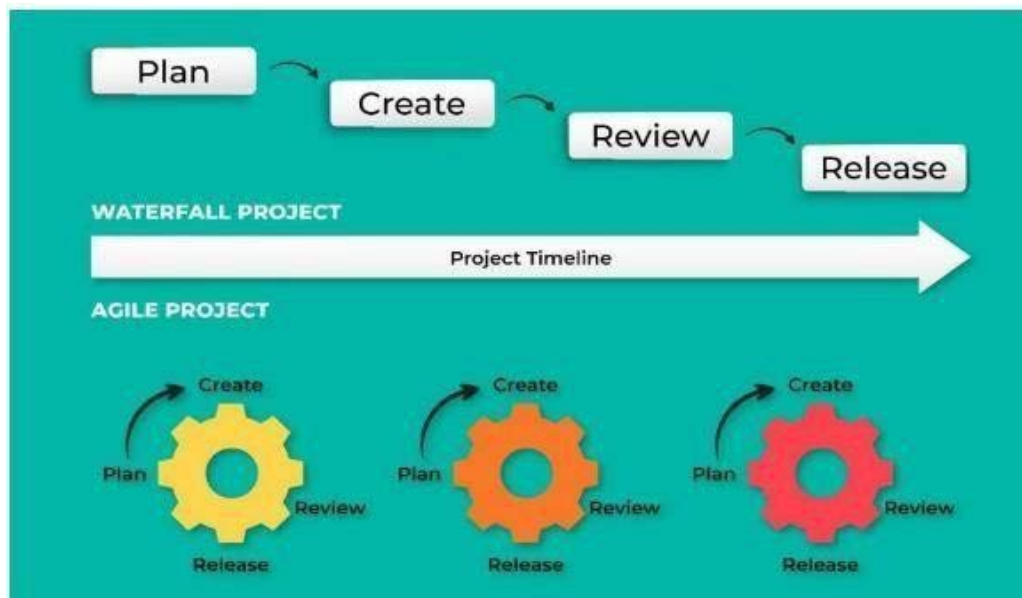 Plan
Create
Review
Release
WATERFALL PROJECT
Project Timeline
AGILE PROJECT
Create
Plan
Review
Release
Create
Plan
Review
Release
Create
Plan
Review
Release